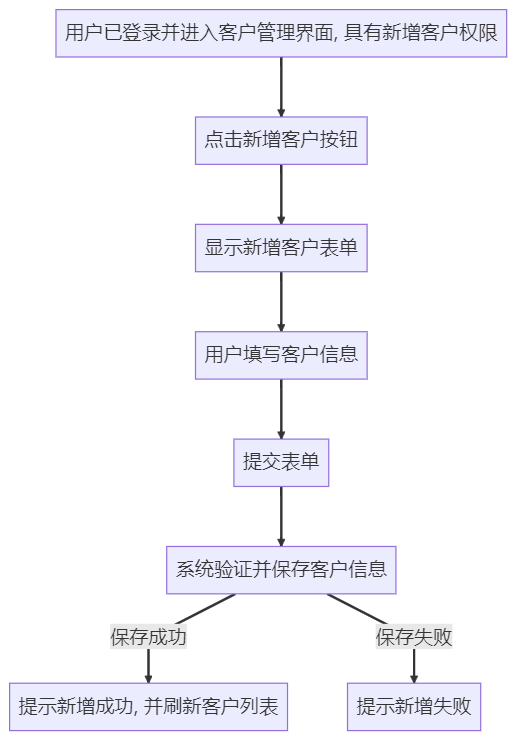 用户已登录并进入客户管理界面, 具有新增客户权限
点击新增客户按钮
显示新增客户表单
用户填写客户信息
提交表单
系统验证并保存客户信息
保存成功
保存失败
提示新增成功, 并刷新客户列表
提示新增失败